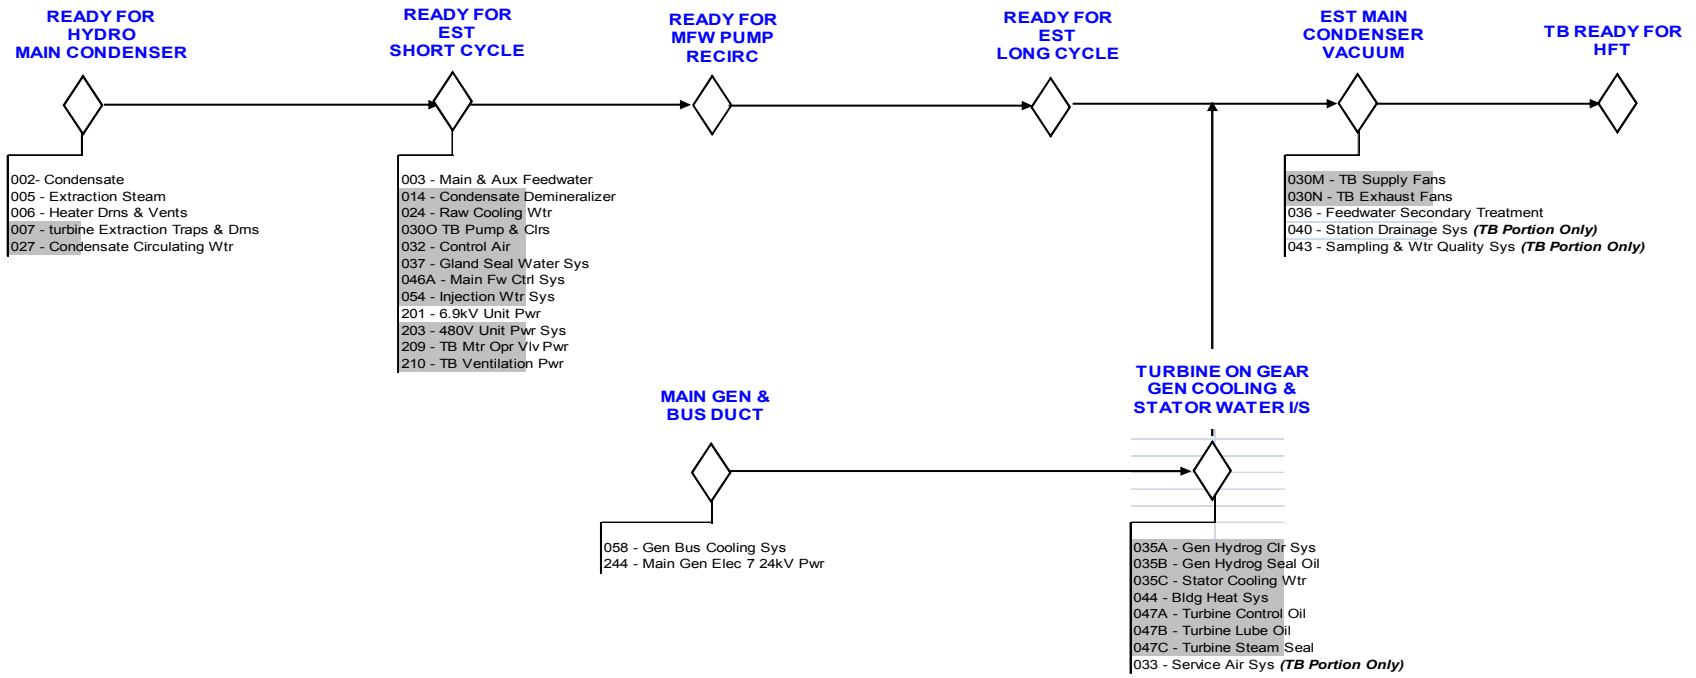 READY FOR
HYDRO
MAIN CONDENSER
READY FOR
EST
SHORT CYCLE
READY FOR
MFW PUMP
RECIRC
READY FOR
EST
LONG CYCLE
EST MAIN
CONDENSER
VACUUM
TB READY FOR
HFT
002- Condensate
005 - Extraction Steam
006 - Heater Drns & Vents
007 - turbine Extraction Traps & Drns
027 - Condensate Circulating Wtr
003 - Main & Aux Feedwater
014 - Condensate Demineralizer
024 - Raw Cooling Wtr
030O TB Pump & Clrs
032 - Control Air
037 - Gland Seal Water Sys
046A - Main Fw Ctrl Sys
054 - Injection Wtr Sys
201 - 6.9kV Unit Pwr
203 - 480V Unit Pwr Sys
209 - TB Mtr Opr Vlv Pwr
210 - TB Ventilation Pwr
030M - TB Supply Fans
030N - TB Exhaust Fans
036 - Feedwater Secondary Treatment
040 - Station Drainage Sys (TB Portion Only)
043 - Sampling & Wtr Quality Sys (TB Portion Only)
MAIN GEN &
BUS DUCT
TURBINE ON GEAR
GEN COOLING &
STATOR WATER I/S
058 - Gen Bus Cooling Sys
244 - Main Gen Elec 7 24kV Pwr
035A - Gen Hydrog Clr Sys
035B - Gen Hydrog Seal Oil
035C - Stator Cooling Wtr
044 - Bldg Heat Sys
047A - Turbine Control Oil
047B - Turbine Lube Oil
047C - Turbine Steam Seal
033 - Service Air Sys (TB Portion Only)